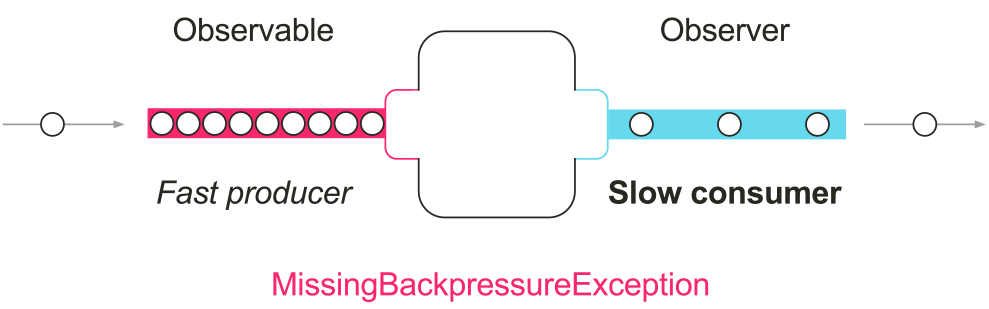 Observable
Observer
Fast producer
Slow consumer
MissingBackpressureException